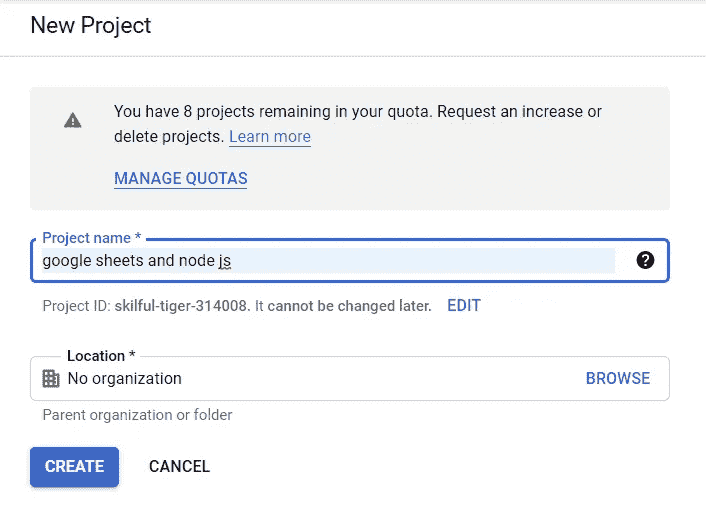 New Project
You have 8 projects remaining in your quota. Request an increase or
delete projects. Learn more
MANAGE QUOTAS
Project name *
google sheets and node js
Project ID: skilful-tiger-314008. It cannot be changed later. EDIT
Location *
No organization BROWSE
Parent organization or folder
CREATE CANCEL